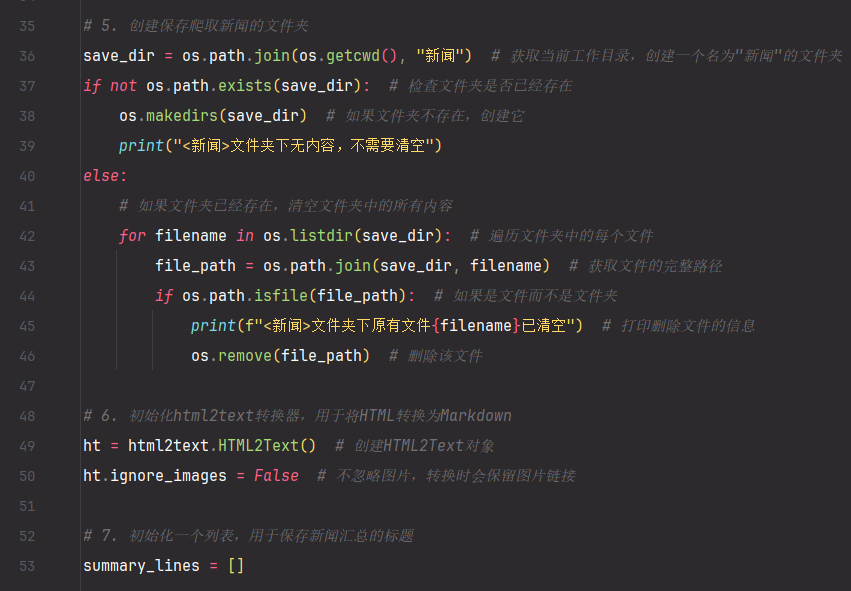 35 # 5. 创建保存爬取新闻的文件夹
36 save_dir = os.path.join(os.getcwd(), "新闻")  # 获取当前工作目录，创建一个名为"新闻"的文件夹
37 if not os.path.exists(save_dir):  # 检查文件夹是否已经存在
38     os.makedirs(save_dir)  # 如果文件夹不存在，创建它
39     print("<新闻>文件夹下无内容，不需要清空")
40 else:
41     # 如果文件夹已经存在，清空文件夹中的所有内容
42     for filename in os.listdir(save_dir):  # 遍历文件夹中的每个文件
43         file_path = os.path.join(save_dir, filename)  # 获取文件的完整路径
44         if os.path.isfile(file_path):  # 如果是文件而不是文件夹
45             print(f"<新闻>文件夹下原有文件{filename}已清空")  # 打印删除文件的信息
46             os.remove(file_path)  # 删除该文件
47
48 # 6. 初始化html2text转换器，用于将HTML转换为Markdown
49 ht = html2text.HTML2Text()  # 创建HTML2Text对象
50 ht.ignore_images = False  # 不忽略图片，转换时会保留图片链接
51
52 # 7. 初始化一个列表，用于保存新闻汇总的标题
53 summary_lines = []